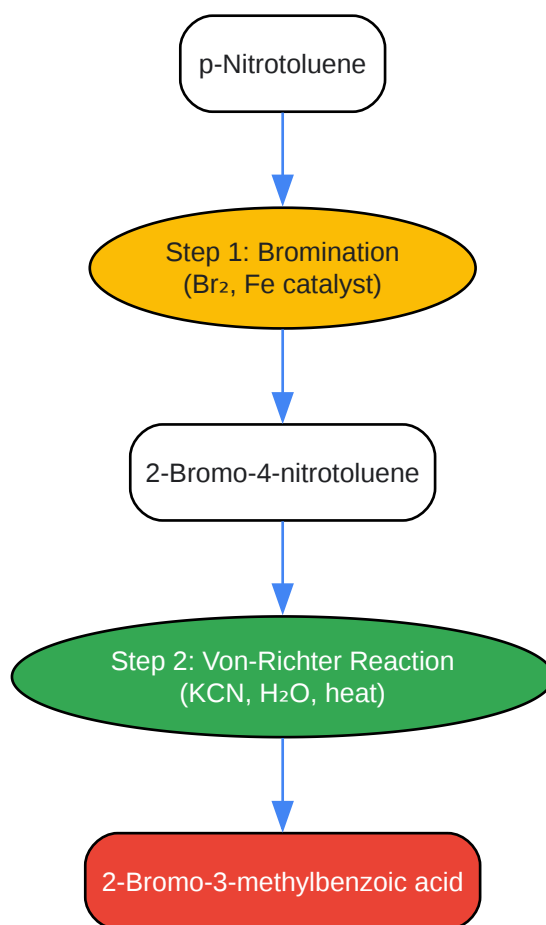 p-Nitrotoluene
Step 1: Bromination
(Br₂, Fe catalyst)
2-Bromo-4-nitrotoluene
Step 2: Von-Richter Reaction
(KCN, H₂O, heat)
2-Bromo-3-methylbenzoic acid